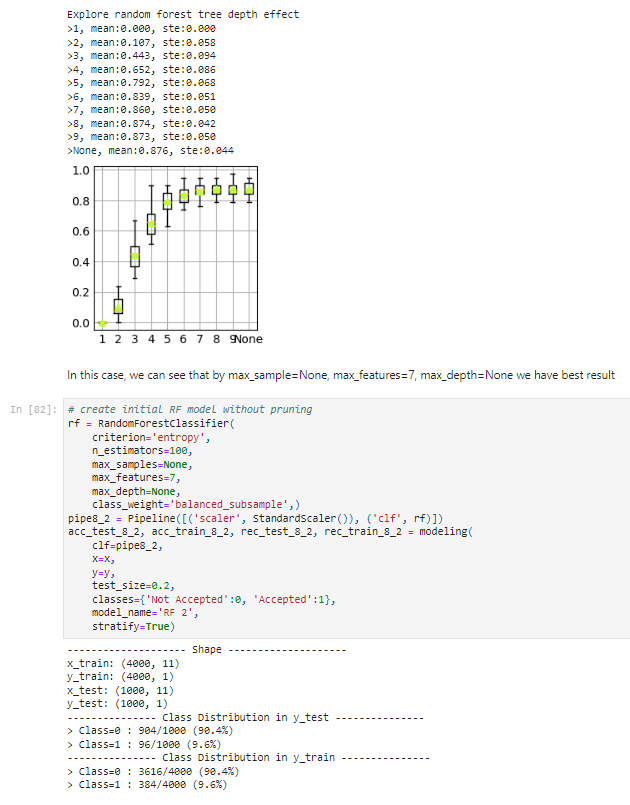 Explore random forest tree depth effect
>1, mean:0.000, ste:0.000
>2, mean:0.107, ste:0.058
>3, mean:0.443, ste:0.094
>4, mean:0.652, ste:0.086
>5, mean:0.792, ste:0.068
>6, mean:0.839, ste:0.051
>7, mean:0.860, ste:0.050
>8, mean:0.874, ste:0.042
>9, mean:0.873, ste:0.050
>None, mean:0.876, ste:0.044
1.0
0.8
0.6
0.4
0.2
0.0
1 2 3 4 5 6 7 8 9None
In this case, we can see that by max_sample=None, max_features=7, max_depth=None we have best result
In [82]: # create initial RF model without pruning
rf = RandomForestClassifier(
criterion='entropy',
n_estimators=100,
max_samples=None,
max_features=7,
max_depth=None,
class_weight='balanced_subsample',)
pipe8_2 = Pipeline([('scaler', StandardScaler()), ('clf', rf)])
acc_test_8_2, acc_train_8_2, rec_test_8_2, rec_train_8_2 = modeling(
clf=pipe8_2,
x=x,
y=y,
test_size=0.2,
classes={'Not Accepted':0, 'Accepted':1},
model_name='RF 2',
stratify=True)
-------------------- Shape --------------------
x_train: (4000, 11)
y_train: (4000, 1)
x_test: (1000, 11)
y_test: (1000, 1)
--------------- Class Distribution in y_test ---------------
> Class=0 : 904/1000 (90.4%)
> Class=1 : 96/1000 (9.6%)
--------------- Class Distribution in y_train ---------------
> Class=0 : 3616/4000 (90.4%)
> Class=1 : 384/4000 (9.6%)